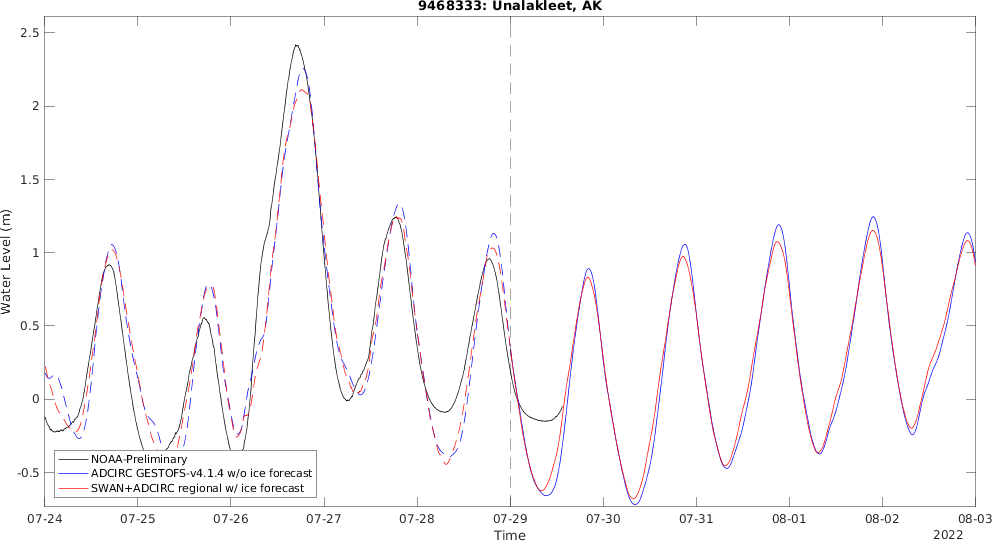 9468333: Unalakleet, AK
2.5
2
1.5
1
0.5
0
-0.5
Water Level (m)
NOAA-Preliminary
ADCIRC GESTOFS-v4.1.4 w/o ice forecast
SWAN+ADCIRC regional w/ ice forecast
07-24 07-25 07-26 07-27 07-28 07-29 07-30 07-31 08-01 08-02 08-03
Time
2022